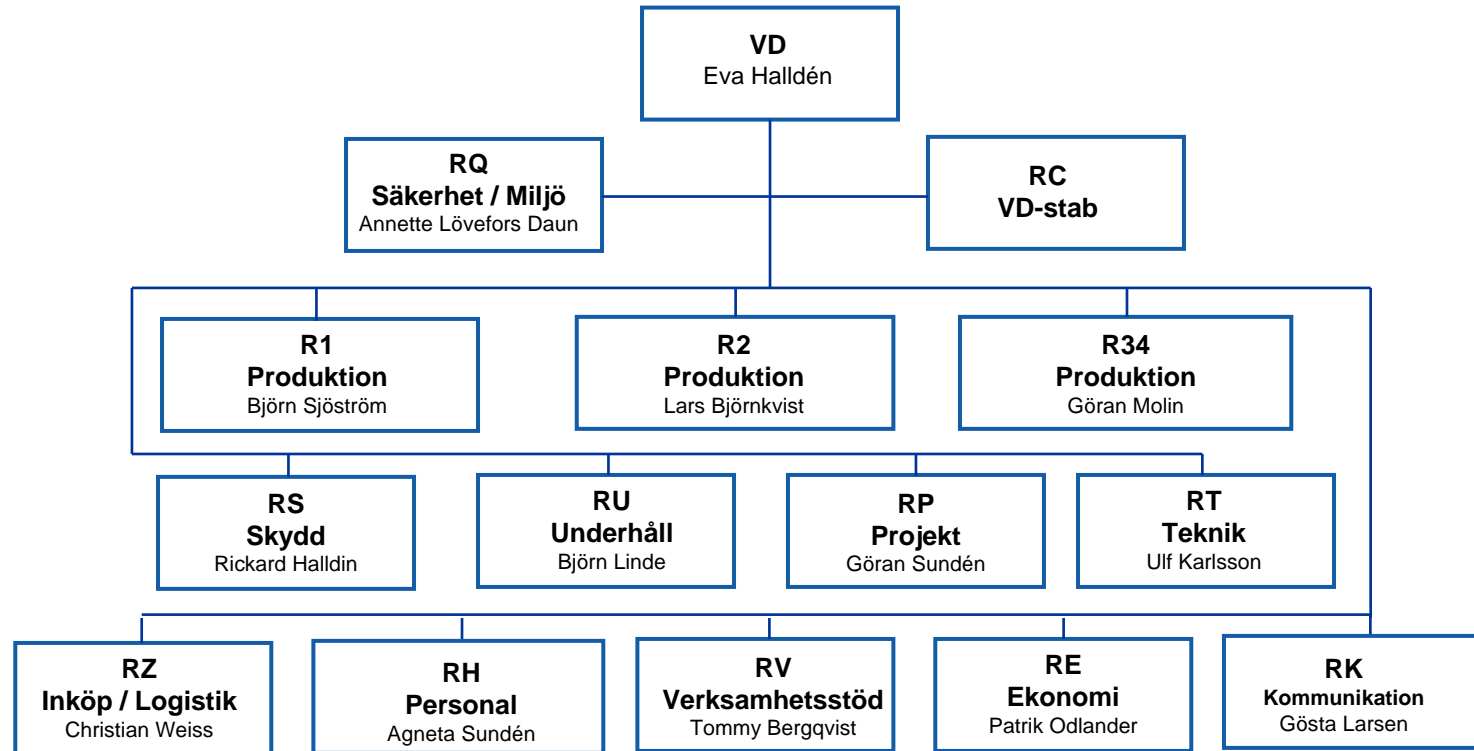 VD
Eva Halldén
RQ
Säkerhet / Miljö
Annette Lövefors Daun
RC
VD-stab
R1
Produktion
Björn Sjöström
R2
Produktion
Lars Björnkvist
R34
Produktion
Göran Molin
RS
Skydd
Rickard Halldin
RU
Underhåll
Björn Linde
RP
Projekt
Göran Sundén
RT
Teknik
Ulf Karlsson
RZ
Inköp / Logistik
Christian Weiss
RH
Personal
Agneta Sundén
RV
Verksamhetsstöd
Tommy Bergqvist
RE
Ekonomi
Patrik Odlander
RK
Kommunikation
Gösta Larsen